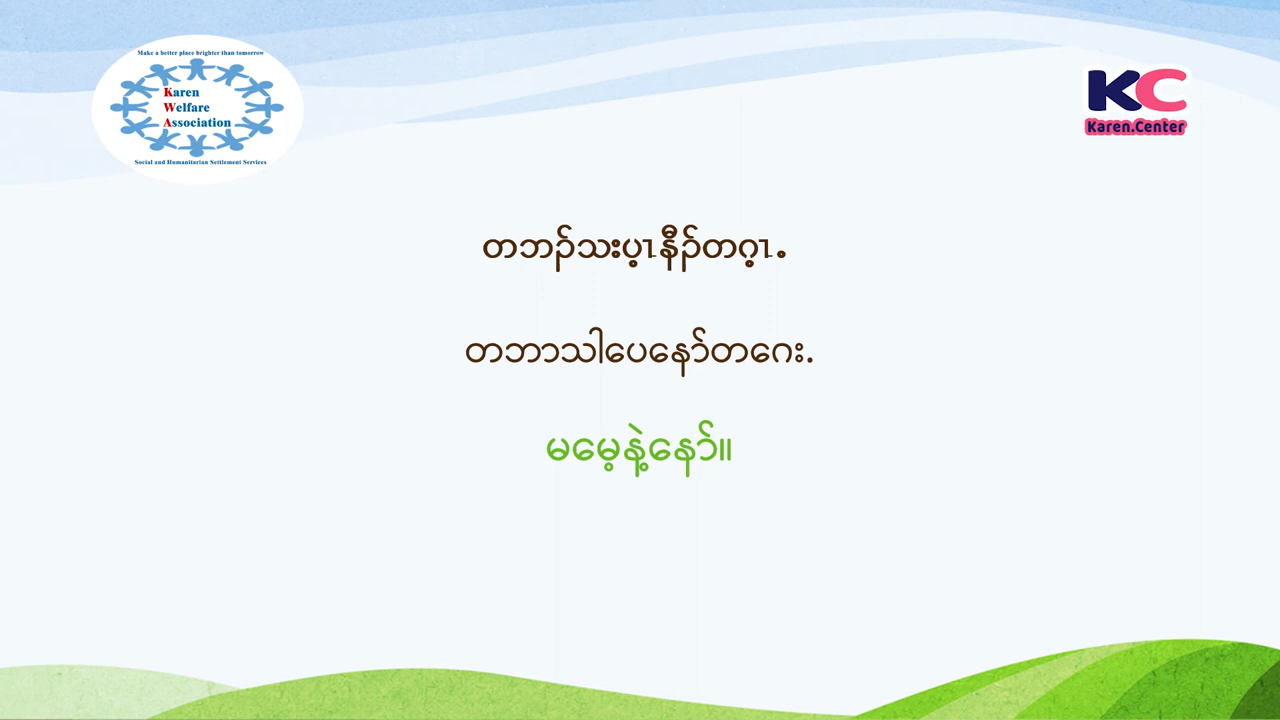 Make a better place brighter than tomorrow
Karen
Welfare
Association
Social and Humanitarian Settlement Services
KC
Karen.Center
တဘၣ်သးပ့ၤနီၣ်တဂ့ၤ.
တဘာသါပေနော်တဂေး.
မမေ့နဲ့နော်။